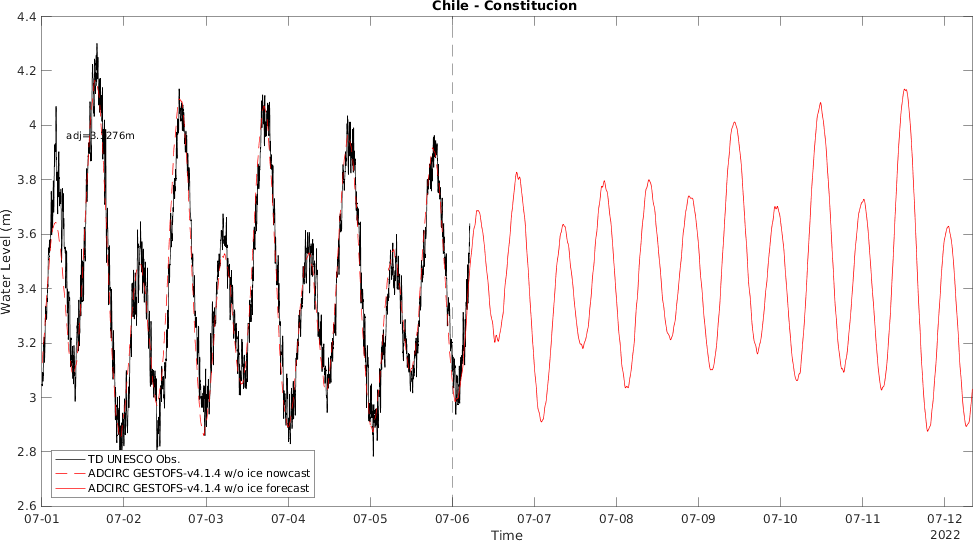 Chile - Constitucion
4.4
4.2
4
3.8
3.6
3.4
3.2
3
2.8
2.6
Water Level (m)
adj=3.1276m
TD UNESCO Obs.
ADCIRC GESTOFS-v4.1.4 w/o ice nowcast
ADCIRC GESTOFS-v4.1.4 w/o ice forecast
07-01 07-02 07-03 07-04 07-05 07-06 07-07 07-08 07-09 07-10 07-11 07-12
2022
Time